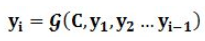 yᵢ = 𝒢(C, y₁, y₂ … yᵢ₋₁)